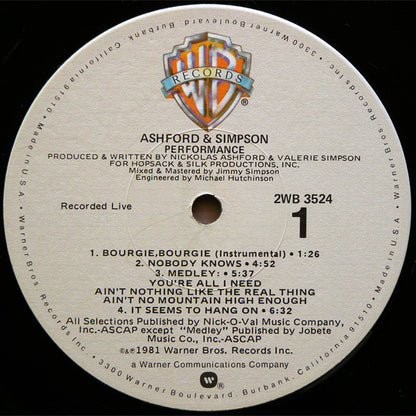 WB
RECORDS
®
ASHFORD & SIMPSON
PERFORMANCE
PRODUCED & WRITTEN BY NICKOLAS ASHFORD & VALERIE SIMPSON
FOR HOPSACK & SILK PRODUCTIONS, INC.
Mixed & Mastered by Jimmy Simpson
Engineered by Michael Hutchinson
Recorded Live
2WB 3524
1
1. BOURGIE, BOURGIE (Instrumental) • 1:26
2. NOBODY KNOWS • 4:52
3. MEDLEY: • 5:37
YOU'RE ALL I NEED
AIN'T NOTHING LIKE THE REAL THING
AIN'T NO MOUNTAIN HIGH ENOUGH
4. IT SEEMS TO HANG ON • 6:32
All Selections Published by Nick-O-Val Music Company,
Inc.-ASCAP except "Medley" Published by Jobete
Music Co., Inc.-ASCAP
©℗1981 Warner Bros. Records Inc.
a Warner Communications Company
Made in U.S.A. • Warner Bros. Records Inc. • 3300 Warner Boulevard, Burbank, California 91510 • Made in U.S.A. • Warner Bros. Records Inc. • 3300 Warner Boulevard, Burbank, California 91510 •